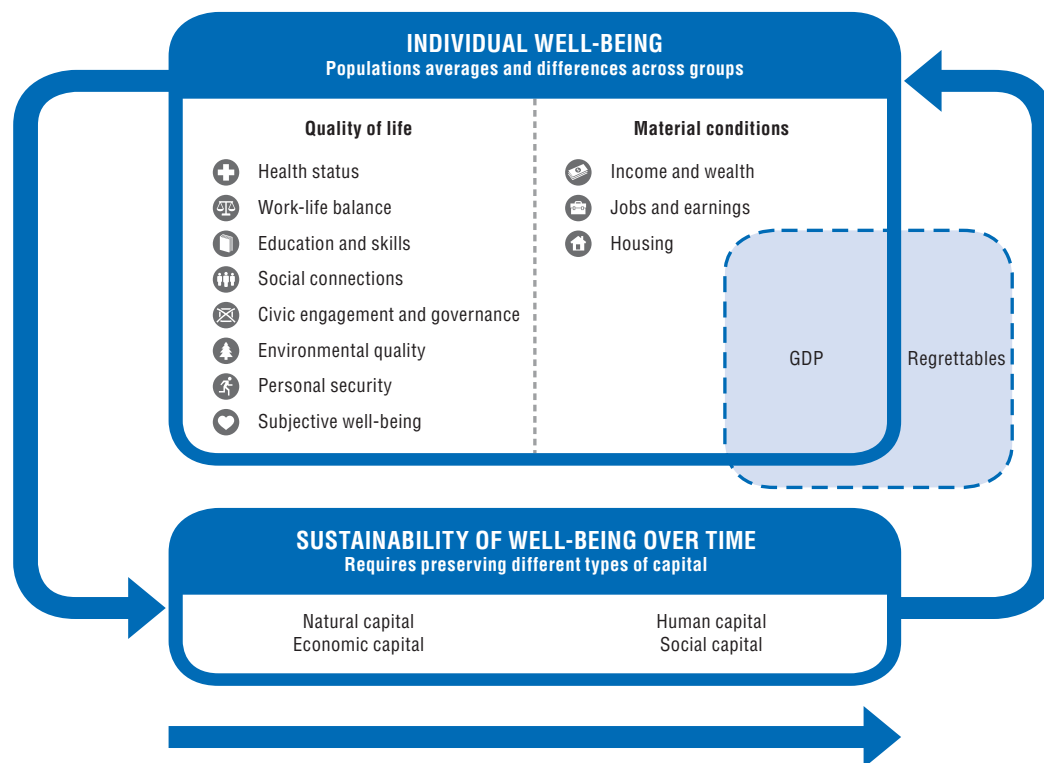 INDIVIDUAL WELL-BEING
Populations averages and differences across groups
Quality of life
Health status
Work-life balance
Education and skills
Social connections
Civic engagement and governance
Environmental quality
Personal security
Subjective well-being
Material conditions
Income and wealth
Jobs and earnings
Housing
GDP
Regrettables
SUSTAINABILITY OF WELL-BEING OVER TIME
Requires preserving different types of capital
Natural capital
Economic capital
Human capital
Social capital